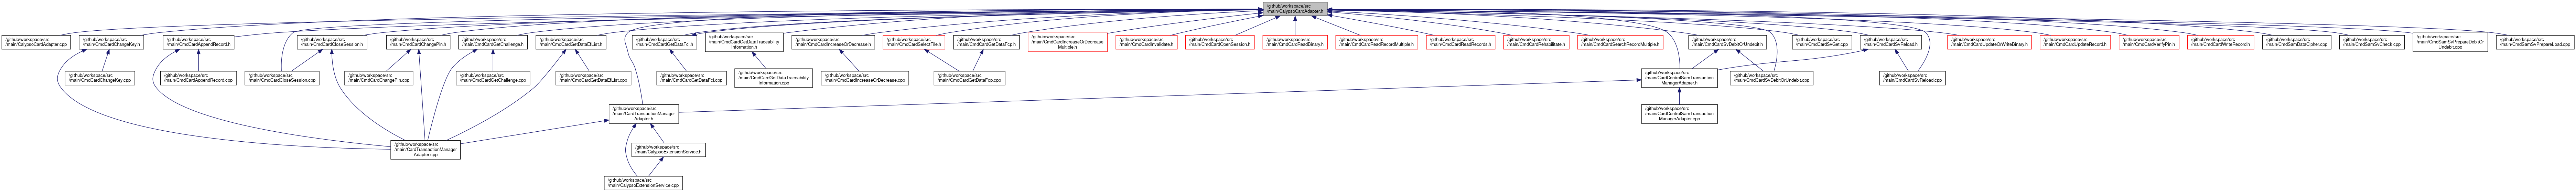 /github/workspace/src
/main/CalypsoCardAdapter.h
/github/workspace/src
/main/CalypsoCardAdapter.cpp
/github/workspace/src
/main/CmdCardChangeKey.h
/github/workspace/src
/main/CmdCardAppendRecord.h
/github/workspace/src
/main/CmdCardCloseSession.h
/github/workspace/src
/main/CmdCardChangePin.h
/github/workspace/src
/main/CmdCardGetChallenge.h
/github/workspace/src
/main/CmdCardGetDataEfList.h
/github/workspace/src
/main/CmdCardGetDataFci.h
/github/workspace/src
/main/CmdCardGetDataTraceability
Information.h
/github/workspace/src
/main/CmdCardIncreaseOrDecrease.h
/github/workspace/src
/main/CmdCardSelectFile.h
/github/workspace/src
/main/CmdCardGetDataFcp.h
/github/workspace/src
/main/CmdCardIncreaseOrDecrease
Multiple.h
/github/workspace/src
/main/CmdCardInvalidate.h
/github/workspace/src
/main/CmdCardOpenSession.h
/github/workspace/src
/main/CmdCardReadBinary.h
/github/workspace/src
/main/CmdCardReadRecordMultiple.h
/github/workspace/src
/main/CmdCardReadRecords.h
/github/workspace/src
/main/CmdCardRehabilitate.h
/github/workspace/src
/main/CmdCardSearchRecordMultiple.h
/github/workspace/src
/main/CmdCardSvDebitOrUndebit.h
/github/workspace/src
/main/CmdCardSvGet.cpp
/github/workspace/src
/main/CmdCardSvReload.h
/github/workspace/src
/main/CmdCardUpdateOrWriteBinary.h
/github/workspace/src
/main/CmdCardUpdateRecord.h
/github/workspace/src
/main/CmdCardVerifyPin.h
/github/workspace/src
/main/CmdCardWriteRecord.h
/github/workspace/src
/main/CmdSamDataCipher.cpp
/github/workspace/src
/main/CmdSamSvCheck.cpp
/github/workspace/src
/main/CmdSamSvPrepareDebitOr
Undebit.cpp
/github/workspace/src
/main/CmdSamSvPrepareLoad.cpp
/github/workspace/src
/main/CmdCardChangeKey.cpp
/github/workspace/src
/main/CmdCardAppendRecord.cpp
/github/workspace/src
/main/CmdCardCloseSession.cpp
/github/workspace/src
/main/CmdCardChangePin.cpp
/github/workspace/src
/main/CmdCardGetChallenge.cpp
/github/workspace/src
/main/CmdCardGetDataEfList.cpp
/github/workspace/src
/main/CmdCardGetDataFci.cpp
/github/workspace/src
/main/CmdCardGetDataTraceability
Information.cpp
/github/workspace/src
/main/CmdCardIncreaseOrDecrease.cpp
/github/workspace/src
/main/CmdCardGetDataFcp.cpp
/github/workspace/src
/main/CardControlSamTransaction
ManagerAdapter.h
/github/workspace/src
/main/CmdCardSvDebitOrUndebit.cpp
/github/workspace/src
/main/CmdCardSvReload.cpp
/github/workspace/src
/main/CardTransactionManager
Adapter.h
/github/workspace/src
/main/CardControlSamTransaction
ManagerAdapter.cpp
/github/workspace/src
/main/CardTransactionManager
Adapter.cpp
/github/workspace/src
/main/CalypsoExtensionService.h
/github/workspace/src
/main/CalypsoExtensionService.cpp